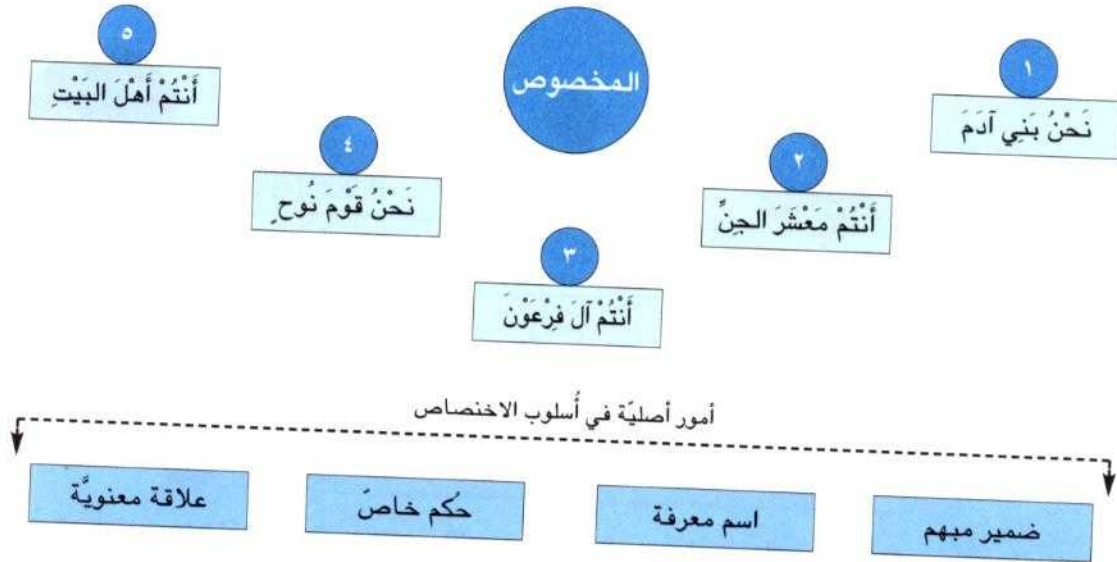 المخصوص
١
نَحْنُ بَنِي آدَمَ
٢
أَنْتُمْ مَعْشَرَ الجِنِّ
٣
أَنْتُمْ آلَ فِرْعَوْنَ
٤
نَحْنُ قَوْمَ نُوحٍ
٥
أَنْتُمْ أَهْلَ البَيْتِ
أمور أصليّة في أُسلوب الاختصاص
ضمير مبهم
اسم معرفة
حُكم خاصّ
علاقة معنويَّة